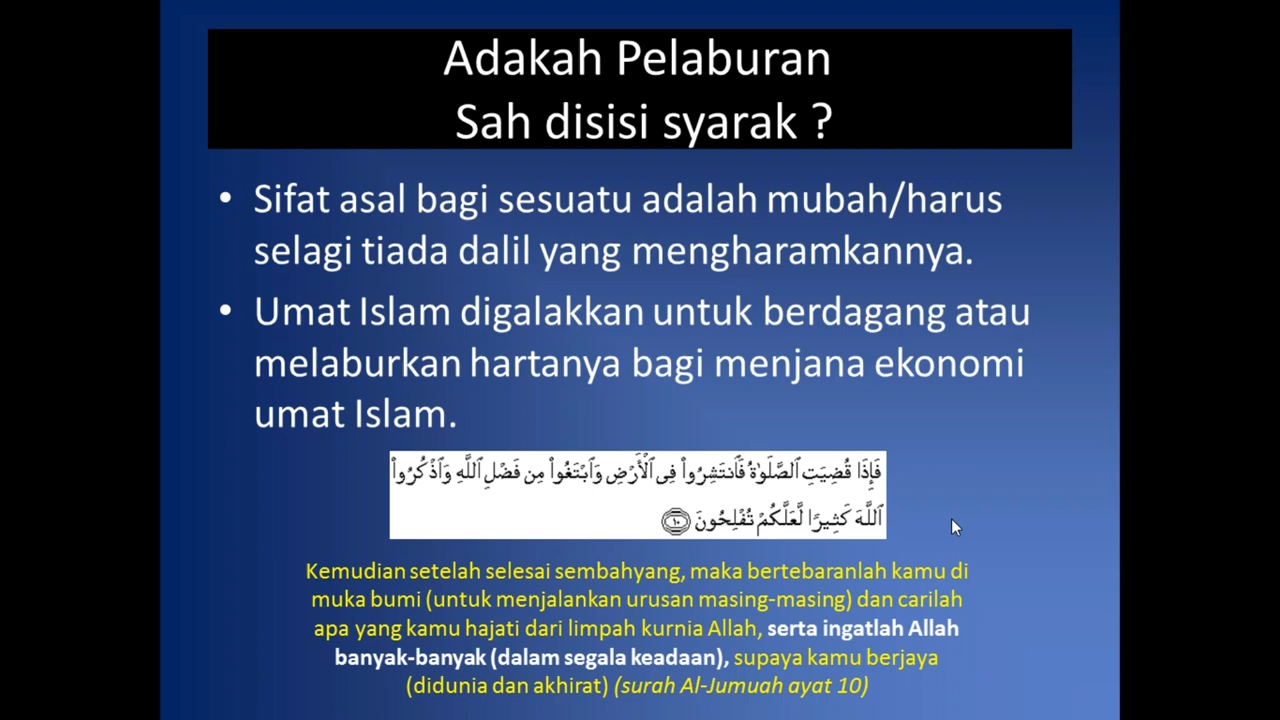 Adakah Pelaburan
Sah disisi syarak ?
• Sifat asal bagi sesuatu adalah mubah/harus
selagi tiada dalil yang mengharamkannya.
• Umat Islam digalakkan untuk berdagang atau
melaburkan hartanya bagi menjana ekonomi
umat Islam.
فَإِذَا قُضِيَتِ ٱلصَّلَوٰةُ فَٱنتَشِرُوا۟ فِى ٱلْأَرْضِ وَٱبْتَغُوا۟ مِن فَضْلِ ٱللَّهِ وَٱذْكُرُوا۟
ٱللَّهَ كَثِيرًا لَّعَلَّكُمْ تُفْلِحُونَ ١٠
Kemudian setelah selesai sembahyang, maka bertebaranlah kamu di
muka bumi (untuk menjalankan urusan masing-masing) dan carilah
apa yang kamu hajati dari limpah kurnia Allah, serta ingatlah Allah
banyak-banyak (dalam segala keadaan), supaya kamu berjaya
(didunia dan akhirat) (surah Al-Jumuah ayat 10)